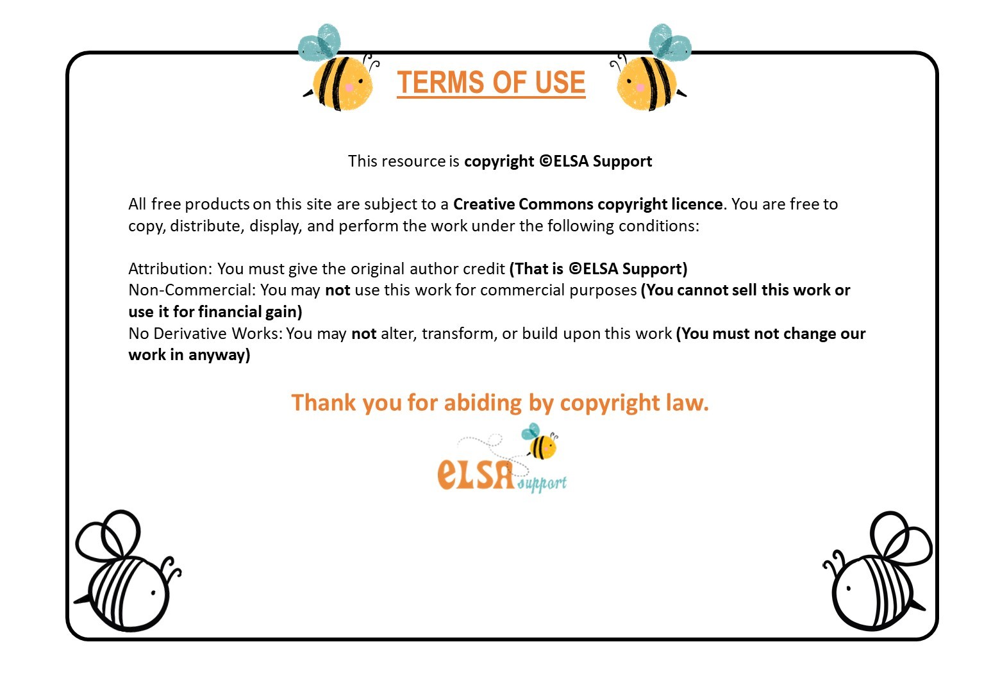 TERMS OF USE
This resource is copyright ©ELSA Support
All free products on this site are subject to a Creative Commons copyright licence. You are free to
copy, distribute, display, and perform the work under the following conditions:
Attribution: You must give the original author credit (That is ©ELSA Support)
Non-Commercial: You may not use this work for commercial purposes (You cannot sell this work or
use it for financial gain)
No Derivative Works: You may not alter, transform, or build upon this work (You must not change our
work in anyway)
Thank you for abiding by copyright law.
eLSA support